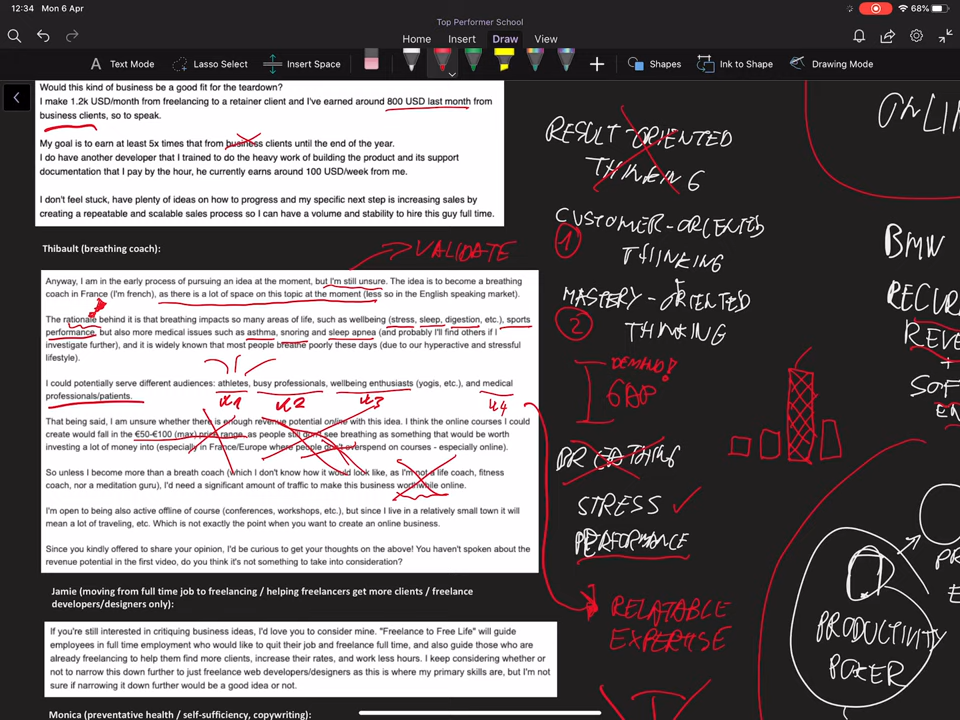 12:34 Mon 6 Apr
68%
Top Performer School
Home Insert Draw View
Text Mode Lasso Select Insert Space Shapes Ink to Shape Drawing Mode
Would this kind of business be a good fit for the teardown?
I make 1.2k USD/month from freelancing to a retainer client and I've earned around 800 USD last month from
business clients, so to speak.
My goal is to earn at least 5x times that from business clients until the end of the year.
I do have another developer that I trained to do the heavy work of building the product and its support
documentation that I pay by the hour, he currently earns around 100 USD/week from me.
I don't feel stuck, have plenty of ideas on how to progress and my specific next step is increasing sales by
creating a repeatable and scalable sales process so I can have a volume and stability to hire this guy full time.
Thibault (breathing coach):
VALIDATE
Anyway, I am in the early process of pursuing an idea at the moment, but I'm still unsure. The idea is to become a breathing
coach in France (I'm french), as there is a lot of space on this topic at the moment (less so in the English speaking market).
The rationale behind it is that breathing impacts so many areas of life, such as wellbeing (stress, sleep, digestion, etc.), sports
performance, but also more medical issues such as asthma, snoring and sleep apnea (and probably I'll find others if I
investigate further), and it is widely known that most people breathe poorly these days (due to our hyperactive and stressful
lifestyle).
I could potentially serve different audiences: athletes, busy professionals, wellbeing enthusiasts (yogis, etc.), and medical
professionals/patients.
x1 x2 x3 x4
That being said, I am unsure whether there is enough revenue potential online with this idea. I think the online courses I could
create would fall in the €50-€100 (max) price range, as people still don't see breathing as something that would be worth
investing a lot of money into (especially in France/Europe where people don't overspend on courses - especially online).
So unless I become more than a breath coach (which I don't know how it would look like, as I'm not a life coach, fitness
coach, nor a meditation guru), I'd need a significant amount of traffic to make this business worthwhile online.
I'm open to being also active offline of course (conferences, workshops, etc.), but since I live in a relatively small town it will
mean a lot of traveling, etc. Which is not exactly the point when you want to create an online business.
Since you kindly offered to share your opinion, I'd be curious to get your thoughts on the above! You haven't spoken about the
revenue potential in the first video, do you think it's not something to take into consideration?
Jamie (moving from full time job to freelancing / helping freelancers get more clients / freelance
developers/designers only):
If you're still interested in critiquing business ideas, I'd love you to consider mine. "Freelance to Free Life" will guide
employees in full time employment who would like to quit their job and freelance full time, and also guide those who are
already freelancing to help them find more clients, increase their rates, and work less hours. I keep considering whether or
not to narrow this down further to just freelance web developers/designers as this is where my primary skills are, but I'm not
sure if narrowing it down further would be a good idea or not.
Monica (preventative health / self-sufficiency, copywriting):
RESULT-ORIENTED
THINKING
CUSTOMER-ORIENTED
1
THINKING
MASTERY-ORIENTED
2
THINKING
DEMAND!
GAP
BREATHING
STRESS ✓
PERFORMANCE
RELATABLE
EXPERTISE
BMW
PRODUCTIVITY